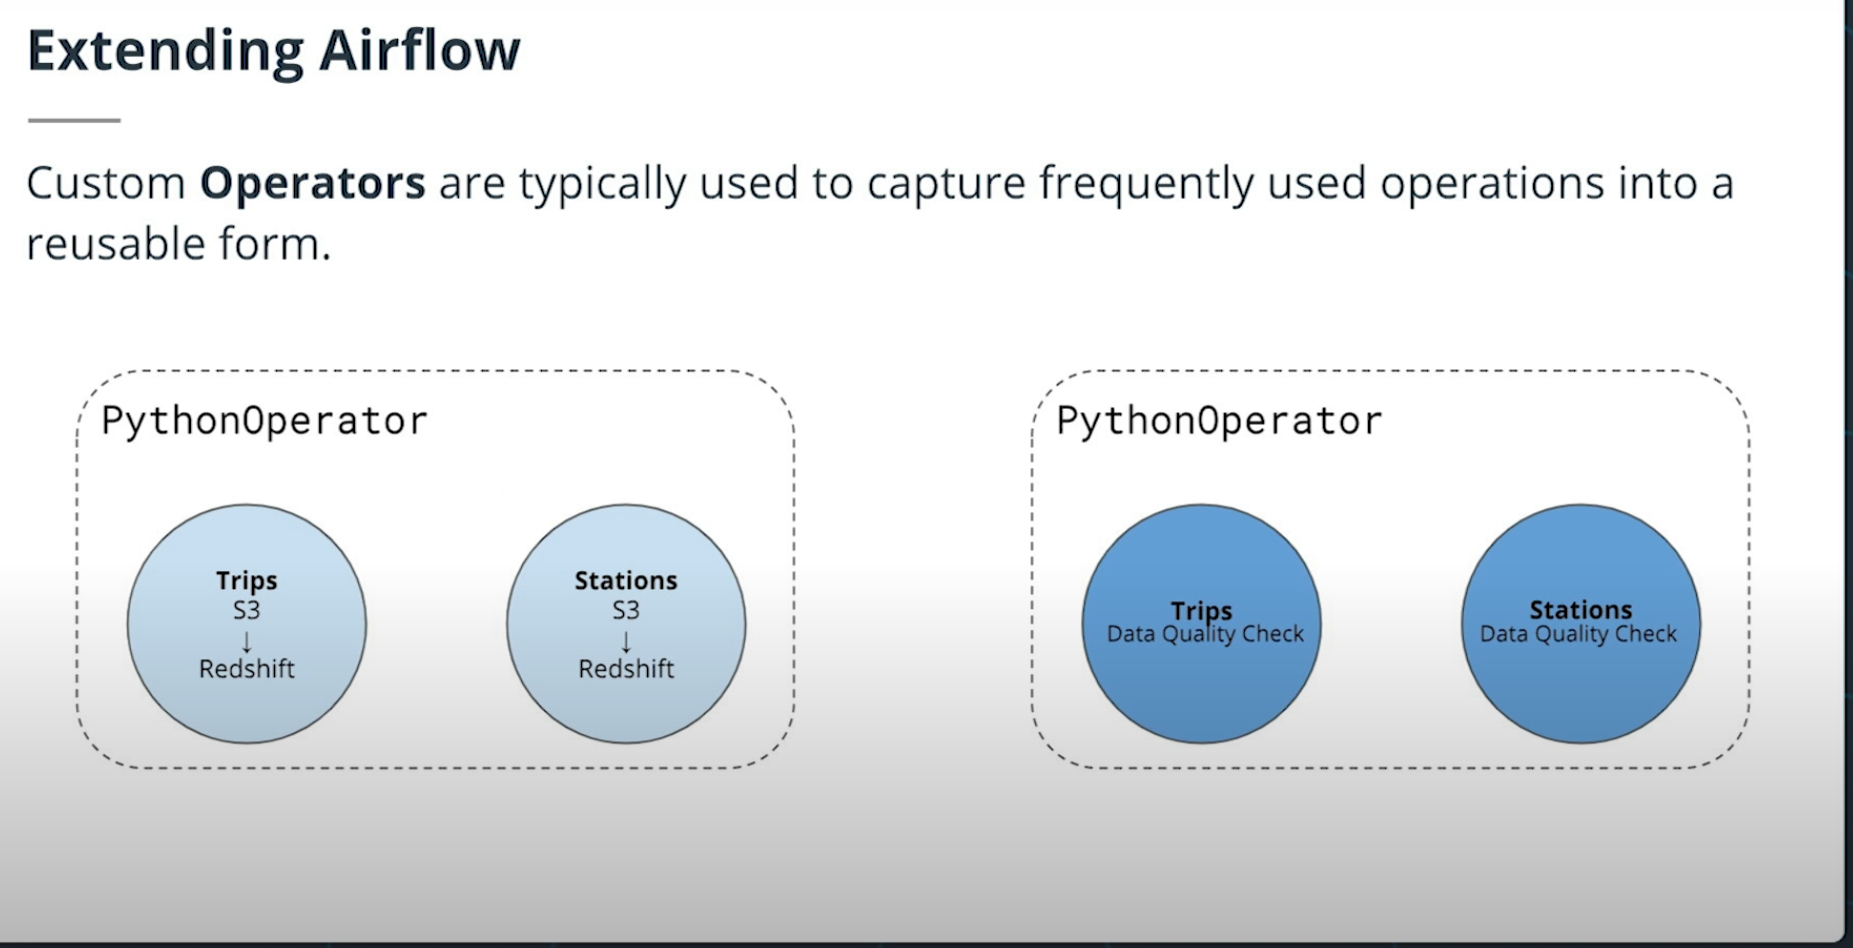 Extending Airflow
Custom Operators are typically used to capture frequently used operations into a
reusable form.
PythonOperator
Trips
S3
↓
Redshift
Stations
S3
↓
Redshift
PythonOperator
Trips
Data Quality Check
Stations
Data Quality Check